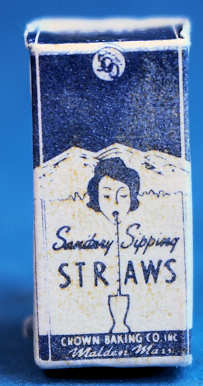 500
Sanitary Sipping
STRAWS
CROWN BAKING CO. INC
Malden Mass